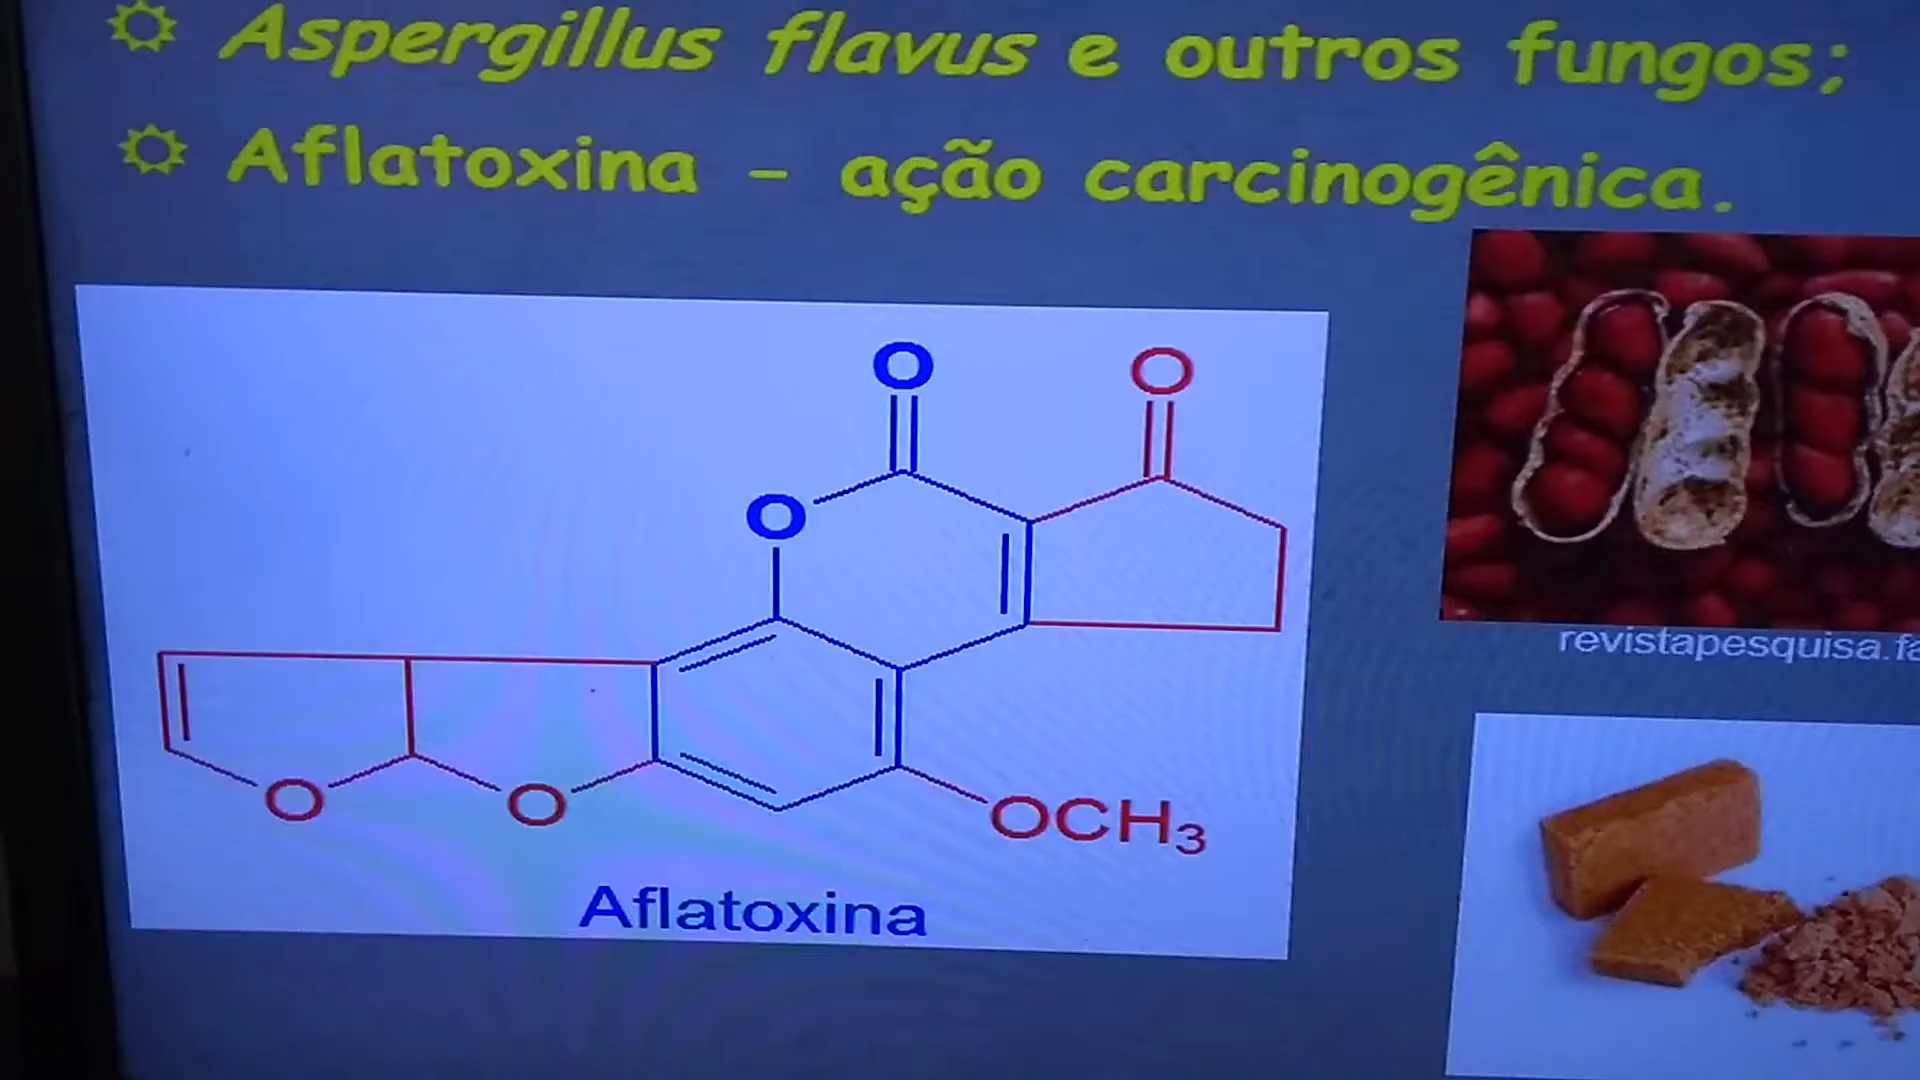 Aspergillus flavus e outros fungos;
Aflatoxina – ação carcinogênica.
O
O
O
O
O
OCH3
Aflatoxina
revistapesquisa.fa